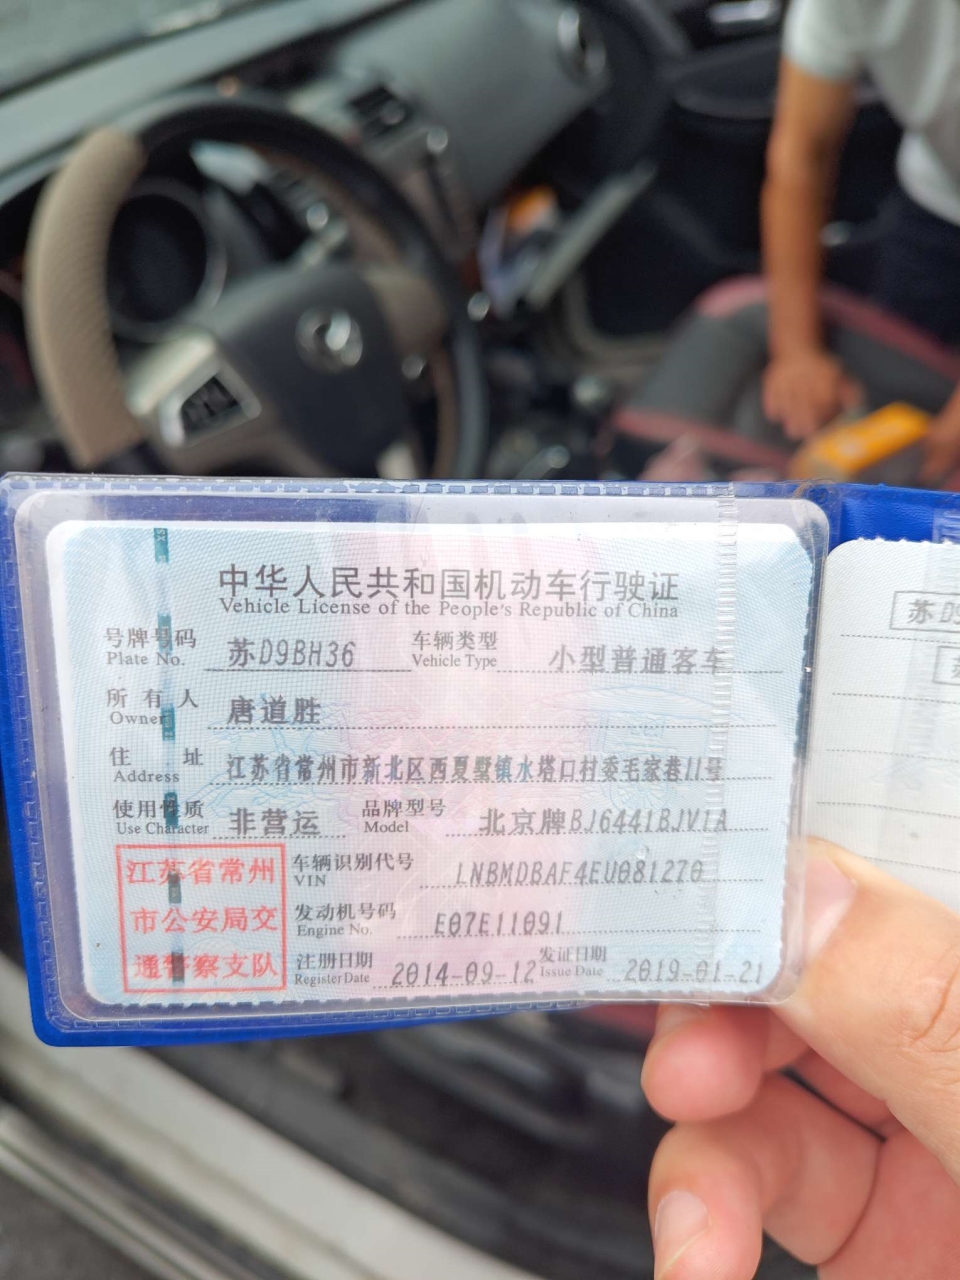 中华人民共和国机动车行驶证
Vehicle License of the People's Republic of China
号牌号码 苏D9BH36 车辆类型 小型普通客车
Plate No. Vehicle Type
所有人 唐道胜
Owner
住址 江苏省常州市新北区西夏墅镇水塔口村委毛家巷11号
Address
使用性质 非营运 品牌型号 北京牌BJ6441BJV1A
Use Character Model
江苏省常州
市公安局交
通警察支队
车辆识别代号 LNBMDBAF4EU081270
VIN
发动机号码 E07E11091
Engine No.
注册日期 2014-09-12 发证日期 2019-01-21
Register Date Issue Date
苏D9